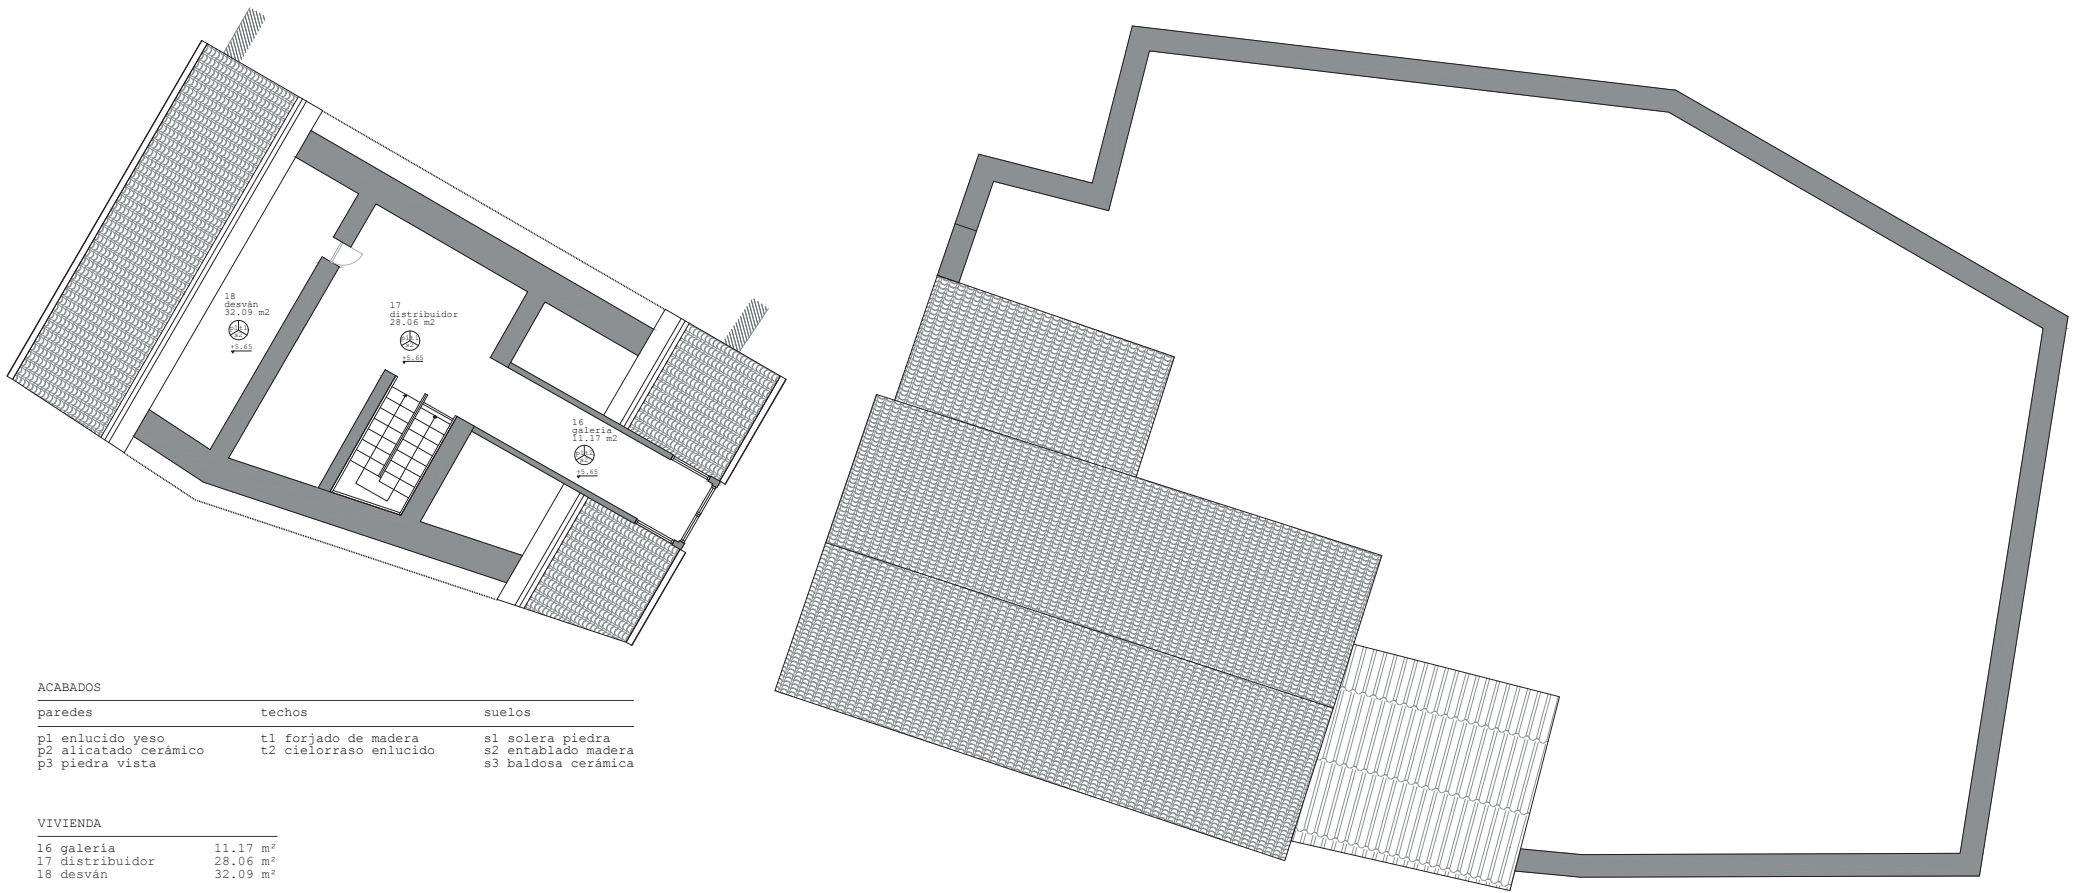 18
desván
32.09 m2
+5.65
17
distribuidor
28.06 m2
+5.65
16
galería
11.17 m2
+5.65
ACABADOS
paredes techos suelos
p1 enlucido yeso t1 forjado de madera s1 solera piedra
p2 alicatado cerámico t2 cielorraso enlucido s2 entablado madera
p3 piedra vista s3 baldosa cerámica
VIVIENDA
16 galería 11.17 m²
17 distribuidor 28.06 m²
18 desván 32.09 m²